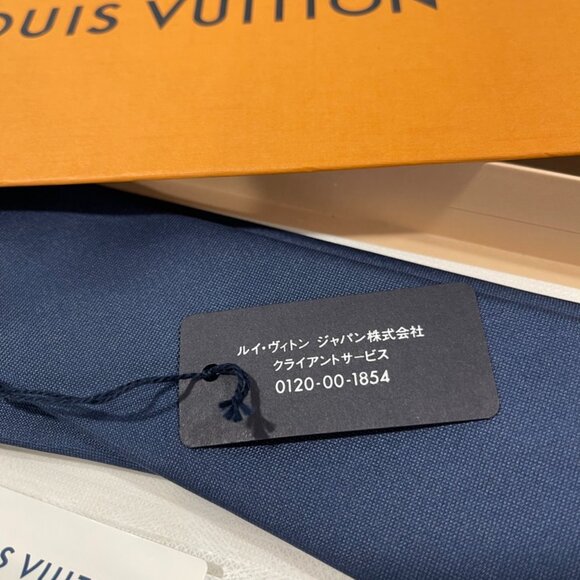 OUIS VUITTON
ルイ・ヴィトン ジャパン株式会社
クライアントサービス
0120-00-1854
S VUITTON